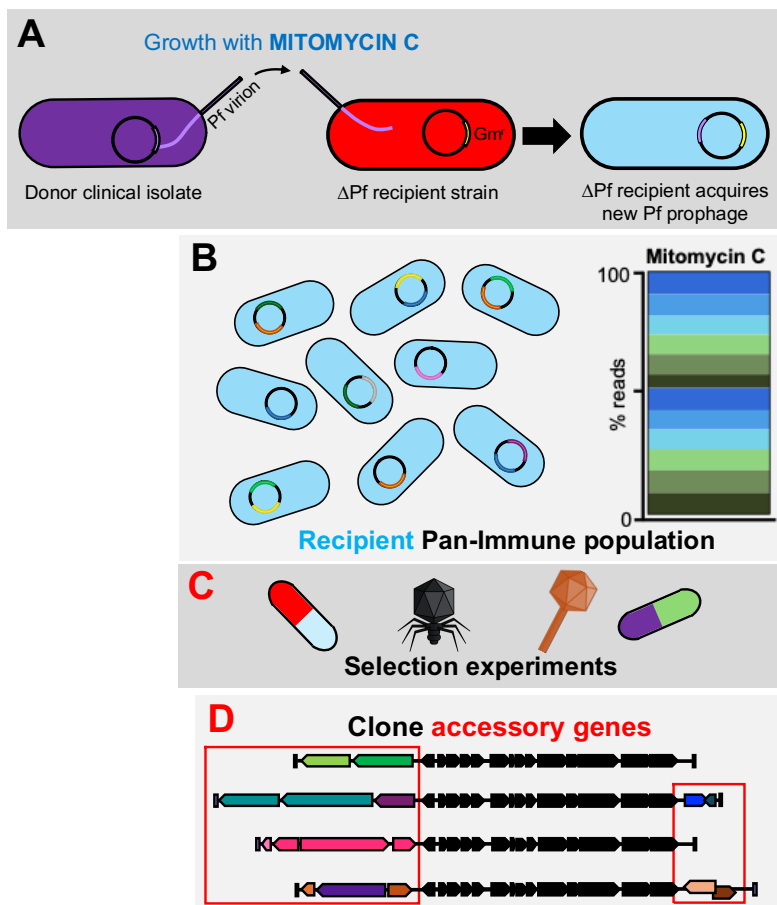 A
Growth with MITOMYCIN C
Pf virion
Gmʳ
Donor clinical isolate
ΔPf recipient strain
ΔPf recipient acquires
new Pf prophage
B
Mitomycin C
100
% reads
0
Recipient Pan-Immune population
C
Selection experiments
D
Clone accessory genes